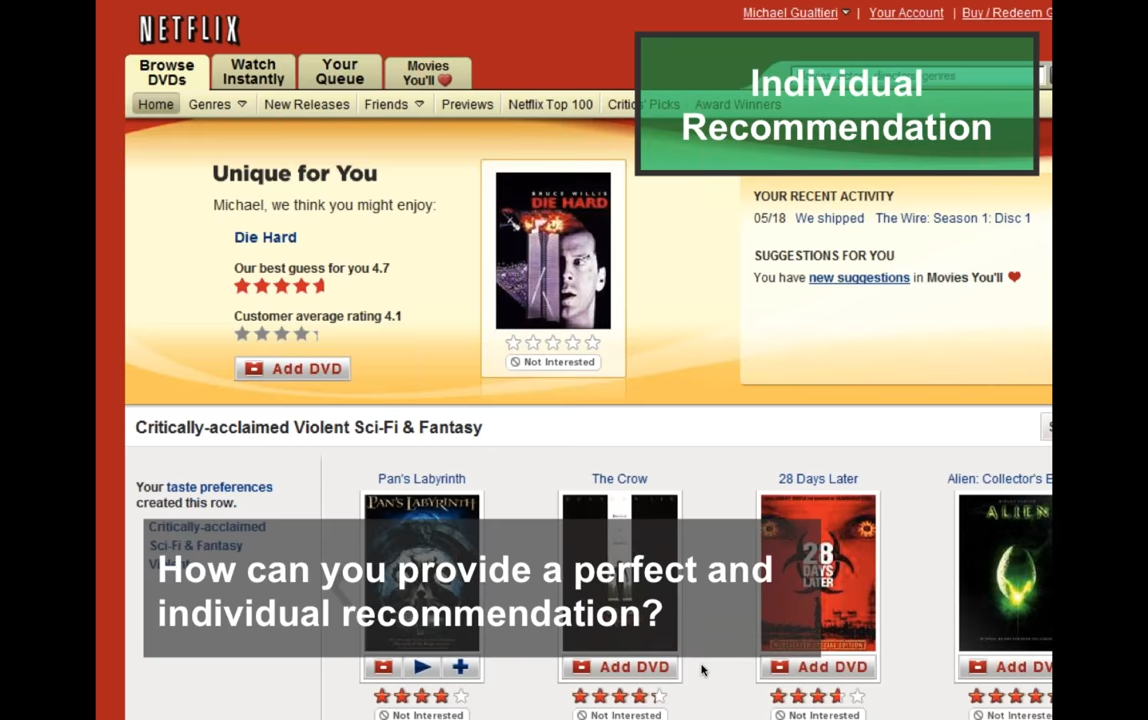 NETFLIX
Michael Gualtieri | Your Account | Buy / Redeem G
Browse DVDs
Watch Instantly
Your Queue
Movies You'll
Home Genres New Releases Friends Previews Netflix Top 100 Critics' Picks Award Winners
genres
Individual
Recommendation
Unique for You
Michael, we think you might enjoy:
Die Hard
Our best guess for you 4.7
Customer average rating 4.1
Add DVD
BRUCE WILLIS
DIE HARD
Not Interested
YOUR RECENT ACTIVITY
05/18 We shipped The Wire: Season 1: Disc 1
SUGGESTIONS FOR YOU
You have new suggestions in Movies You'll
Critically-acclaimed Violent Sci-Fi & Fantasy
Your taste preferences
created this row.
Critically-acclaimed
Sci-Fi & Fantasy
Pan's Labyrinth
The Crow
28 Days Later
Alien: Collector's E
PAN'S LABYRINTH
28
DAYS
LATER
ALIEN
How can you provide a perfect and
individual recommendation?
Add DVD
Add DVD
Add DV
Not Interested
Not Interested
Not Interested
Not Interested